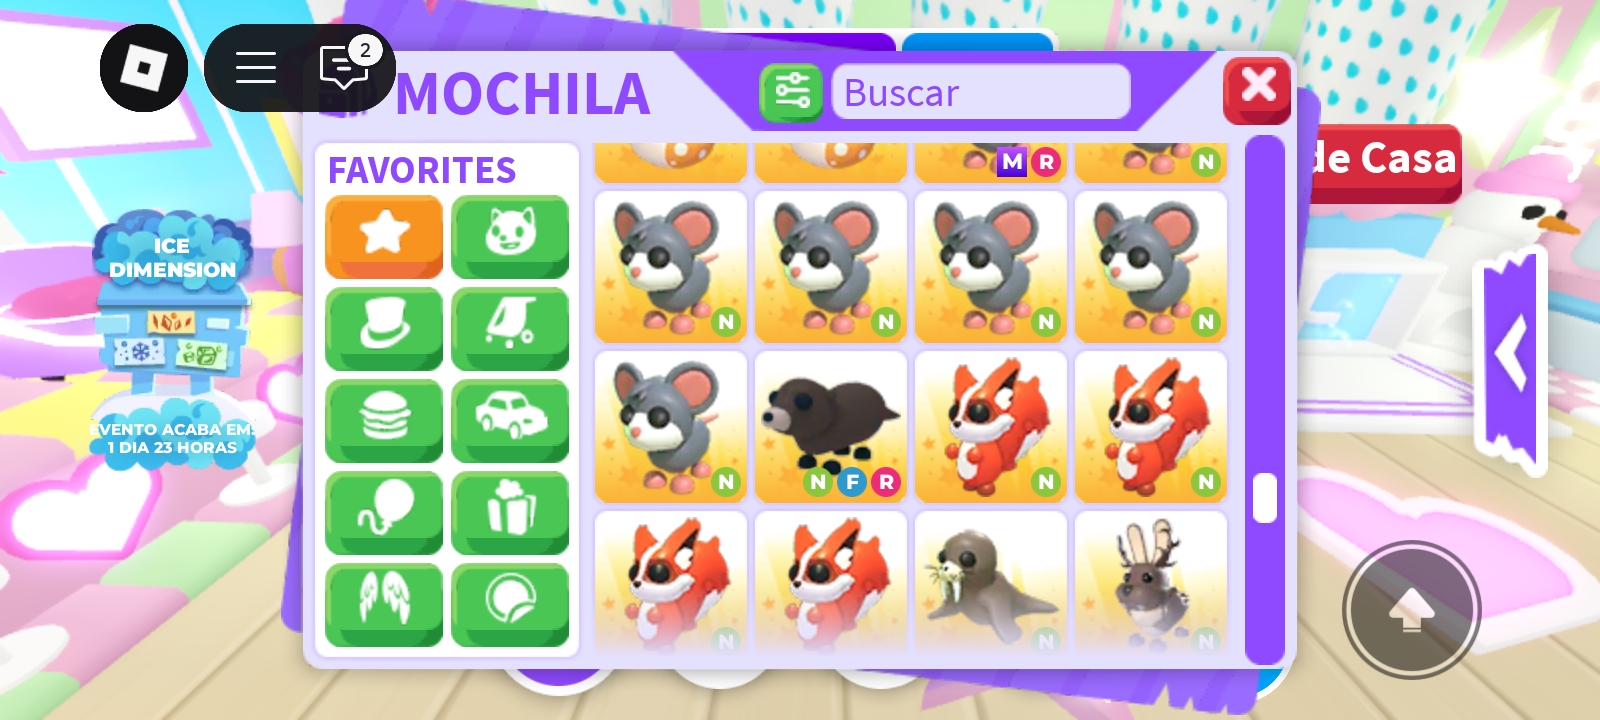 2
MOCHILA
Buscar
FAVORITES
de Casa
M R
N
ICE
DIMENSION
N
N
N
N
EVENTO ACABA EM:
1 DIA 23 HORAS
N
N F R
N
N
N
N
N
N